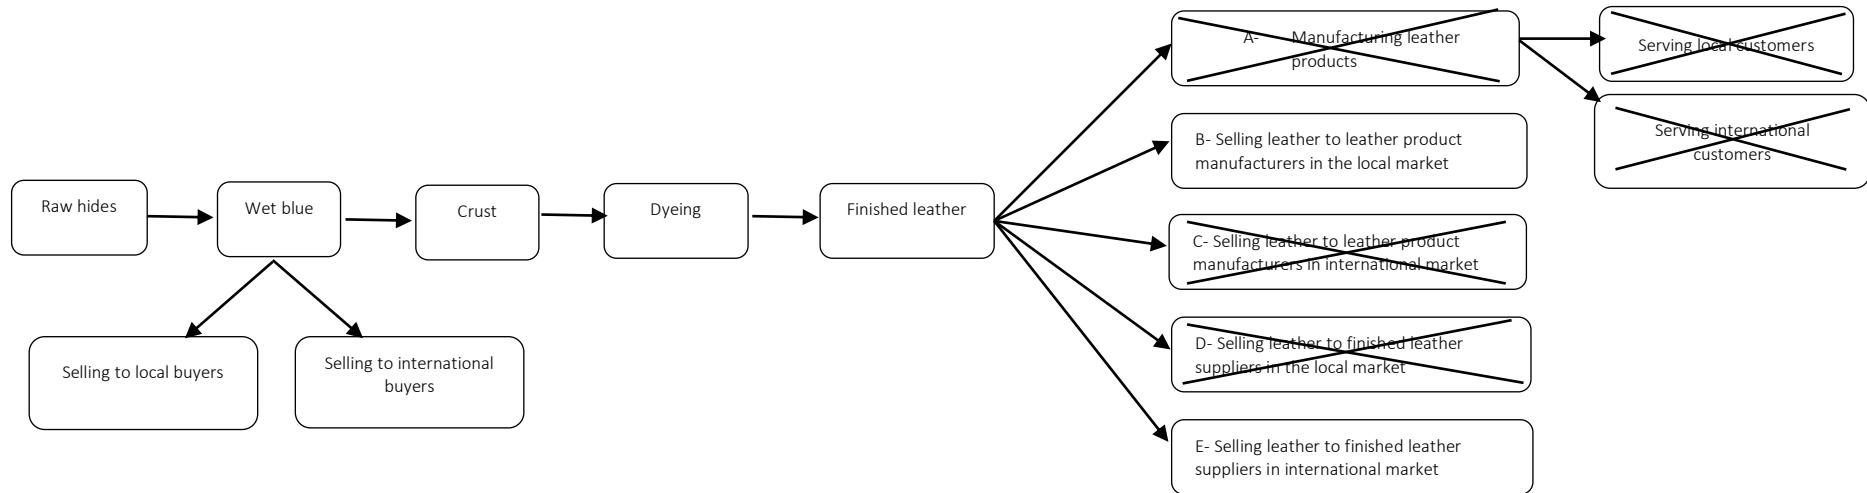 A- Manufacturing leather
products
Serving local customers
Serving international
customers
B- Selling leather to leather product
manufacturers in the local market
Raw hides
Wet blue
Crust
Dyeing
Finished leather
C- Selling leather to leather product
manufacturers in international market
Selling to local buyers
Selling to international
buyers
D- Selling leather to finished leather
suppliers in the local market
E- Selling leather to finished leather
suppliers in international market